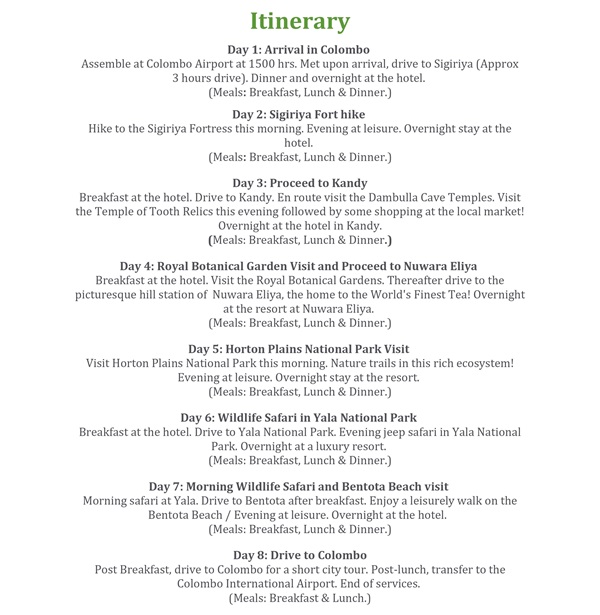 Itinerary
Day 1: Arrival in Colombo
Assemble at Colombo Airport at 1500 hrs. Met upon arrival, drive to Sigiriya (Approx
3 hours drive). Dinner and overnight at the hotel.
(Meals: Breakfast, Lunch & Dinner.)
Day 2: Sigiriya Fort hike
Hike to the Sigiriya Fortress this morning. Evening at leisure. Overnight stay at the
hotel.
(Meals: Breakfast, Lunch & Dinner.)
Day 3: Proceed to Kandy
Breakfast at the hotel. Drive to Kandy. En route visit the Dambulla Cave Temples. Visit
the Temple of Tooth Relics this evening followed by some shopping at the local market!
Overnight at the hotel in Kandy.
(Meals: Breakfast, Lunch & Dinner.)
Day 4: Royal Botanical Garden Visit and Proceed to Nuwara Eliya
Breakfast at the hotel. Visit the Royal Botanical Gardens. Thereafter drive to the
picturesque hill station of Nuwara Eliya, the home to the World's Finest Tea! Overnight
at the resort at Nuwara Eliya.
(Meals: Breakfast, Lunch & Dinner.)
Day 5: Horton Plains National Park Visit
Visit Horton Plains National Park this morning. Nature trails in this rich ecosystem!
Evening at leisure. Overnight stay at the resort.
(Meals: Breakfast, Lunch & Dinner.)
Day 6: Wildlife Safari in Yala National Park
Breakfast at the hotel. Drive to Yala National Park. Evening jeep safari in Yala National
Park. Overnight at a luxury resort.
(Meals: Breakfast, Lunch & Dinner.)
Day 7: Morning Wildlife Safari and Bentota Beach visit
Morning safari at Yala. Drive to Bentota after breakfast. Enjoy a leisurely walk on the
Bentota Beach / Evening at leisure. Overnight at the hotel.
(Meals: Breakfast, Lunch & Dinner.)
Day 8: Drive to Colombo
Post Breakfast, drive to Colombo for a short city tour. Post-lunch, transfer to the
Colombo International Airport. End of services.
(Meals: Breakfast & Lunch.)